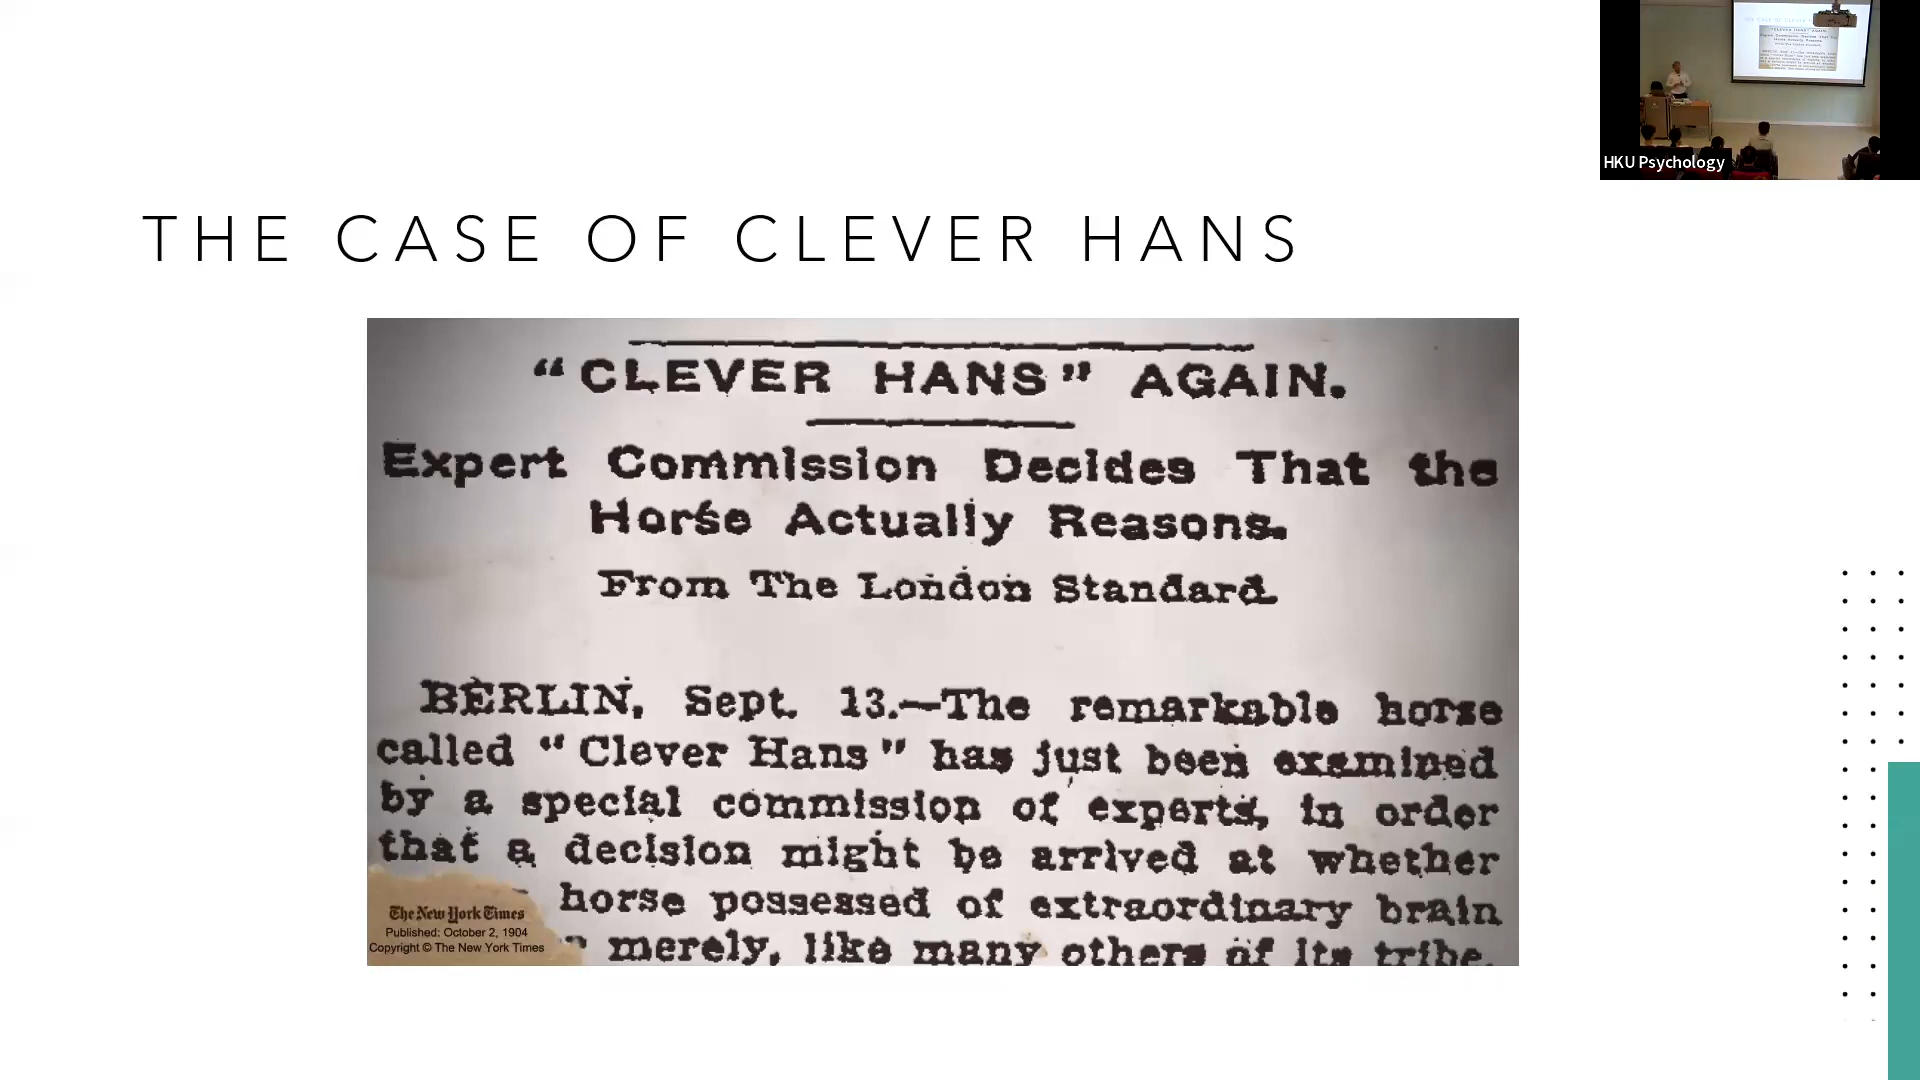 HKU Psychology
THE CASE OF CLEVER HANS
“CLEVER HANS” AGAIN.
Expert Commission Decides That the
Horse Actually Reasons.
From The London Standard.
BERLIN, Sept. 13.—The remarkable horse
called “Clever Hans” has just been examined
by a special commission of experts, in order
that a decision might be arrived at whether
horse possessed of extraordinary brain
merely, like many others of its tribe,
The New York Times
Published: October 2, 1904
Copyright © The New York Times